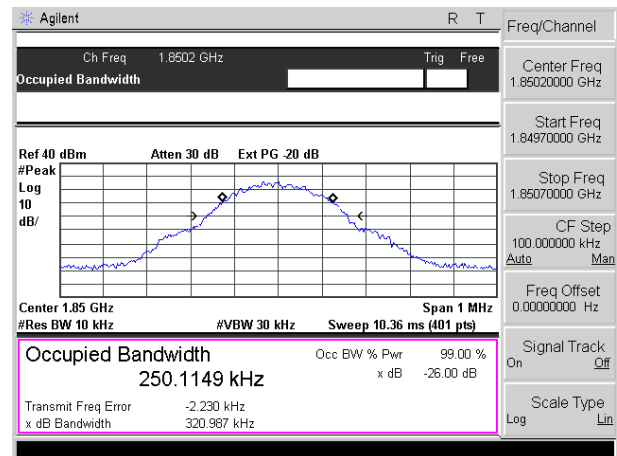 Agilent R T
Ch Freq 1.8502 GHz Trig Free
Occupied Bandwidth
Ref 40 dBm Atten 30 dB Ext PG -20 dB
#Peak
Log
10
dB/
Center 1.85 GHz Span 1 MHz
#Res BW 10 kHz #VBW 30 kHz Sweep 10.36 ms (401 pts)
Occupied Bandwidth Occ BW % Pwr 99.00 %
250.1149 kHz x dB -26.00 dB
Transmit Freq Error -2.230 kHz
x dB Bandwidth 320.987 kHz
Freq/Channel
Center Freq
1.85020000 GHz
Start Freq
1.84970000 GHz
Stop Freq
1.85070000 GHz
CF Step
100.000000 kHz
Auto Man
Freq Offset
0.00000000 Hz
Signal Track
On Off
Scale Type
Log Lin